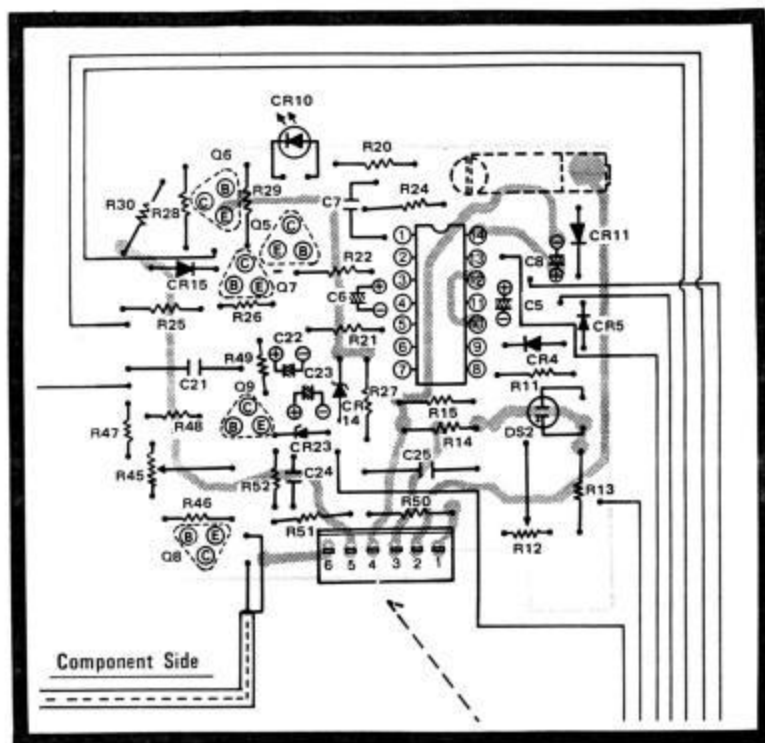 CR10
Q6
R20
R30
R28
B
C
E
R29
C7
R24
Q5
C
E
B
1
14
CR11
2
13
C8
CR15
C
B
E
Q7
R22
3
12
C6
4
11
C5
R25
R26
R21
5
10
CR5
C22
R49
C23
6
9
CR4
C21
7
8
R11
Q9
CR
14
R27
R15
C
B
E
R47
R48
CR23
R14
DS2
R45
R52
C24
C25
R13
R46
R51
R50
B
E
C
Q8
R12
6 5 4 3 2 1
Component Side